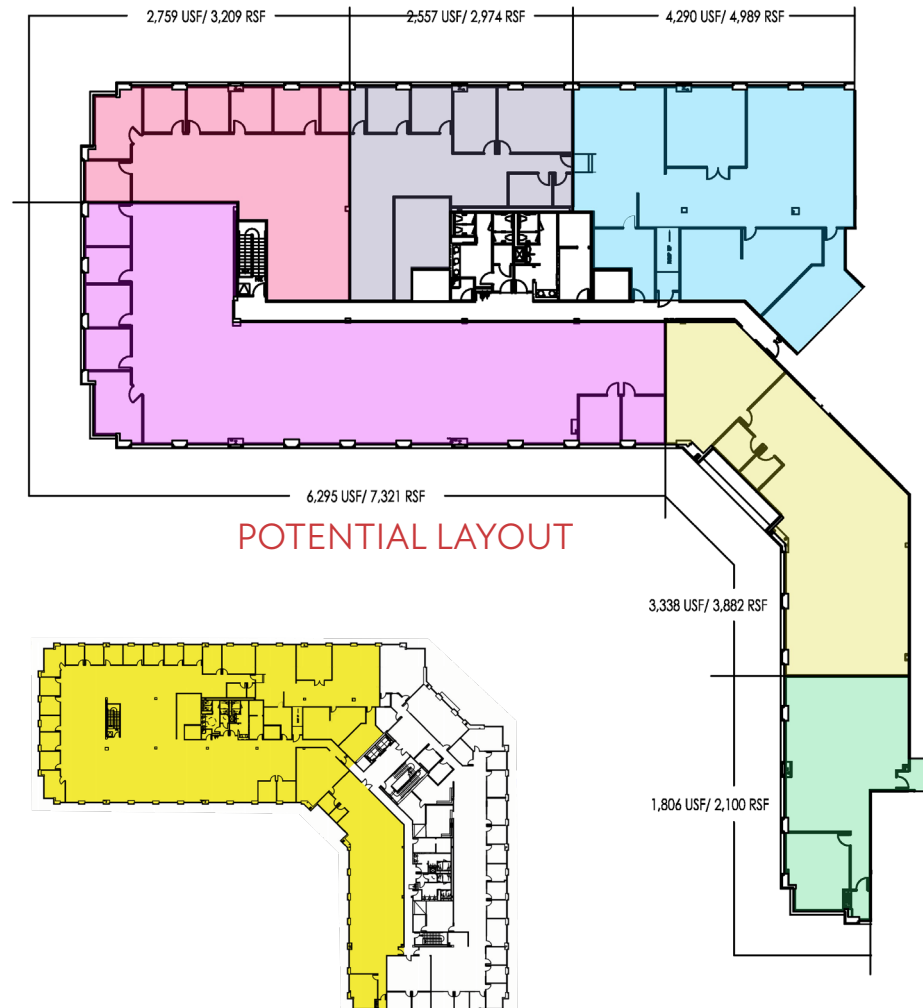 2,759 USF/ 3,209 RSF
2,557 USF/ 2,974 RSF
4,290 USF/ 4,989 RSF
6,295 USF/ 7,321 RSF
POTENTIAL LAYOUT
3,338 USF/ 3,882 RSF
1,806 USF/ 2,100 RSF